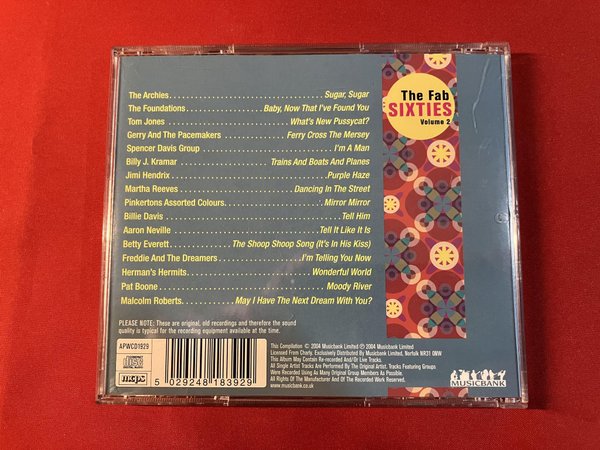 The Fab
SIXTIES
Volume 2
The Archies.......................................Sugar, Sugar
The Foundations...................Baby, Now That I've Found You
Tom Jones ..............................What's New Pussycat?
Gerry And The Pacemakers ................Ferry Cross The Mersey
Spencer Davis Group ....................................I'm A Man
Billy J. Kramar .......................Trains And Boats And Planes
Jimi Hendrix.......................................Purple Haze
Martha Reeves.............................Dancing In The Street
Pinkertons Assorted Colours.........................Mirror Mirror
Billie Davis ...........................................Tell Him
Aaron Neville ....................................Tell It Like It Is
Betty Everett...............The Shoop Shoop Song (It's In His Kiss)
Freddie And The Dreamers....................I'm Telling You Now
Herman's Hermits................................Wonderful World
Pat Boone ........................................Moody River
Malcolm Roberts.............May I Have The Next Dream With You?
PLEASE NOTE: These are original, old recordings and therefore the sound
quality is typical for the recording equipment available at the time.
APWCD1929
COMPACT
disc
DIGITAL AUDIO
mcps
5 029248 183929
This Compilation © 2004 Musicbank Limited ℗ 2004 Musicbank Limited
Licensed From Charly. Exclusively Distributed By Musicbank Limited, Norfolk NR31 0NW
This Album May Contain Re-recorded And/Or Live Tracks.
All Single Artist Tracks Are Performed By The Original Artist. Tracks Featuring Groups
Were Recorded Using As Many Original Group Members As Possible.
All Rights Of The Manufacturer And Of The Owner Of The Recorded Work Reserved.
www.musicbank.co.uk
MUSICBANK